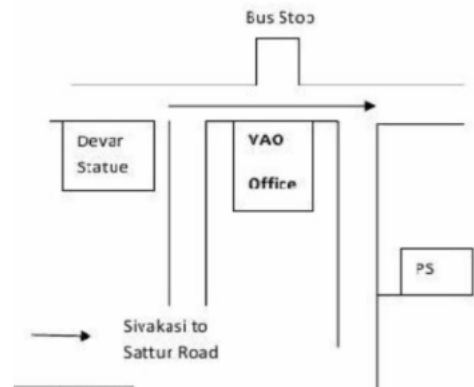 Bus Stop
Devar
Statue
VAO
Office
PS
Sivakasi to
Sattur Road